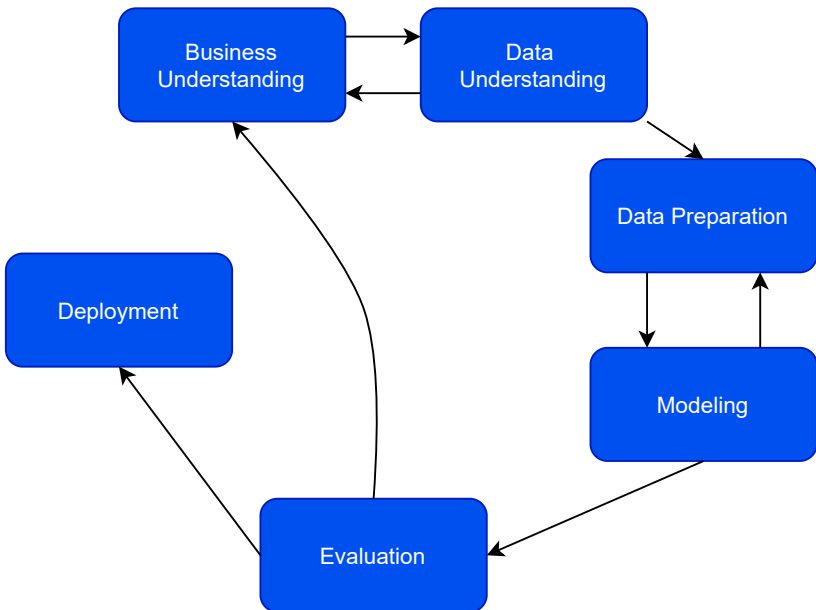 Business
Understanding
Data
Understanding
Data Preparation
Deployment
Modeling
Evaluation